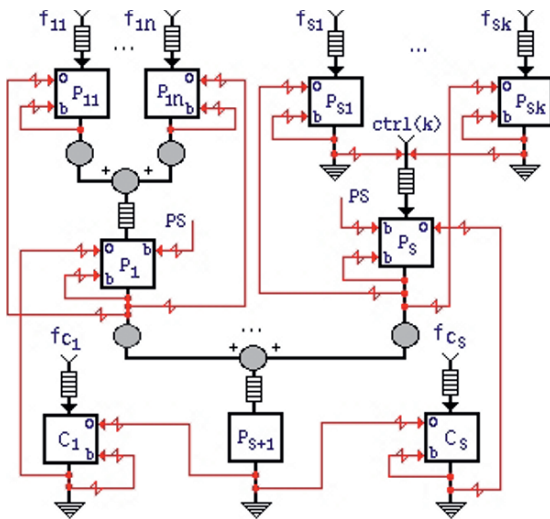 f11 ... f1n fS1 ... fSk
O P11 b O P1n b O PS1 b O PSk b
ctrl(k)
+ +
PS PS
O P1 b b b PS O b
...
+ +
fC1 fCS
O C1 b PS+1 O CS b